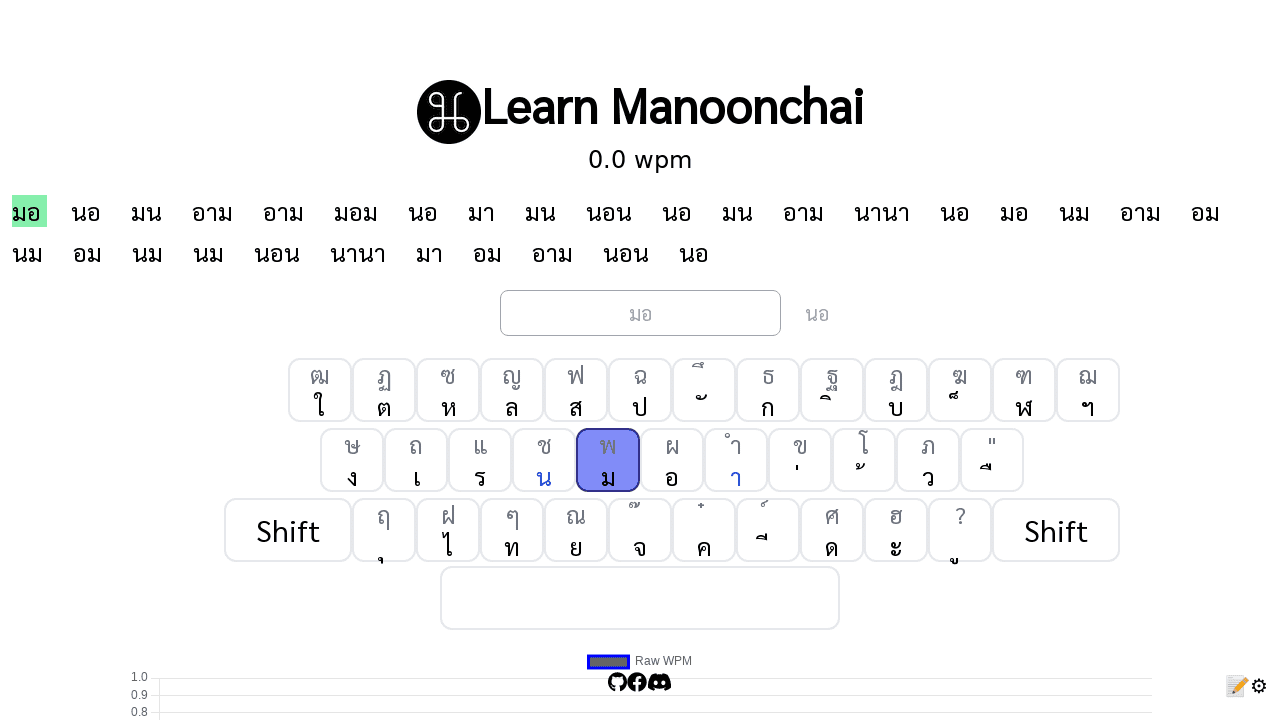 Learn Manoonchai
0.0 wpm
มอ นอ มน อาม อาม มอม นอ มา มน นอน นอ มน อาม นานา นอ มอ นม อาม อม
นม อม นม นม นอน นานา มา อม อาม นอน นอ
มอ นอ
ฒ ฏ ซ ญ ฟ ฉ ึ ธ ฐ ฎ ฆ ฑ ฌ
ใ ต ห ล ส ป ั ก ิ บ ็ ฬ ฯ
ษ ถ แ ช พ ผ ำ ข โ ภ "
ง เ ร น ม อ า ่ ้ ว ื
Shift ฤ ฝ ๆ ณ ๊ ๋ ์ ศ ฮ ? Shift
ุ ไ ท ย จ ค ี ด ะ ู
Raw WPM
1.0
0.9
0.8